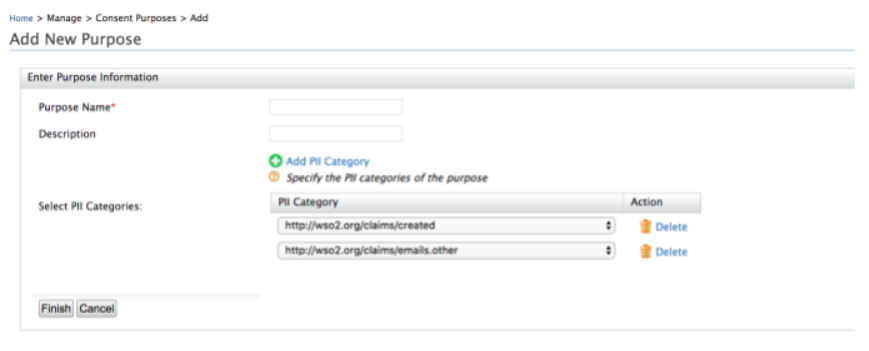 Home > Manage > Consent Purposes > Add
Add New Purpose
Enter Purpose Information
Purpose Name*
Description
Add PII Category
Specify the PII categories of the purpose
Select PII Categories:
PII Category Action
http://wso2.org/claims/created Delete
http://wso2.org/claims/emails.other Delete
Finish Cancel